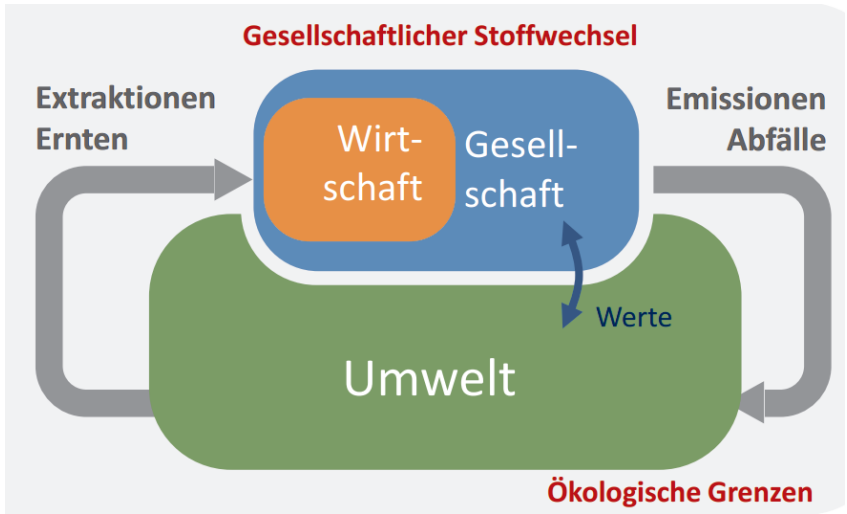 Gesellschaftlicher Stoffwechsel
Extraktionen
Ernten
Wirt-
schaft
Gesell-
schaft
Emissionen
Abfälle
Werte
Umwelt
Ökologische Grenzen